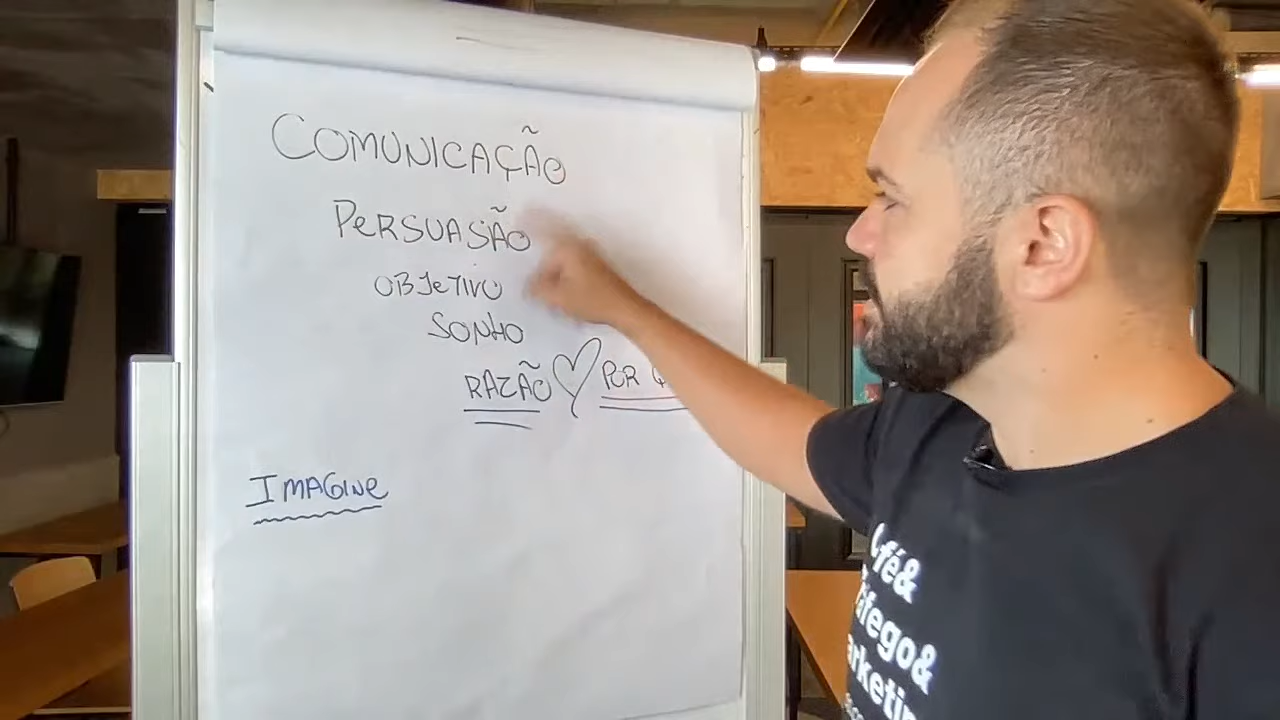 COMUNICAÇÃO
PERSUASÃO
OBJETIVO
SONHO
RAZÃO POR
IMAGINE